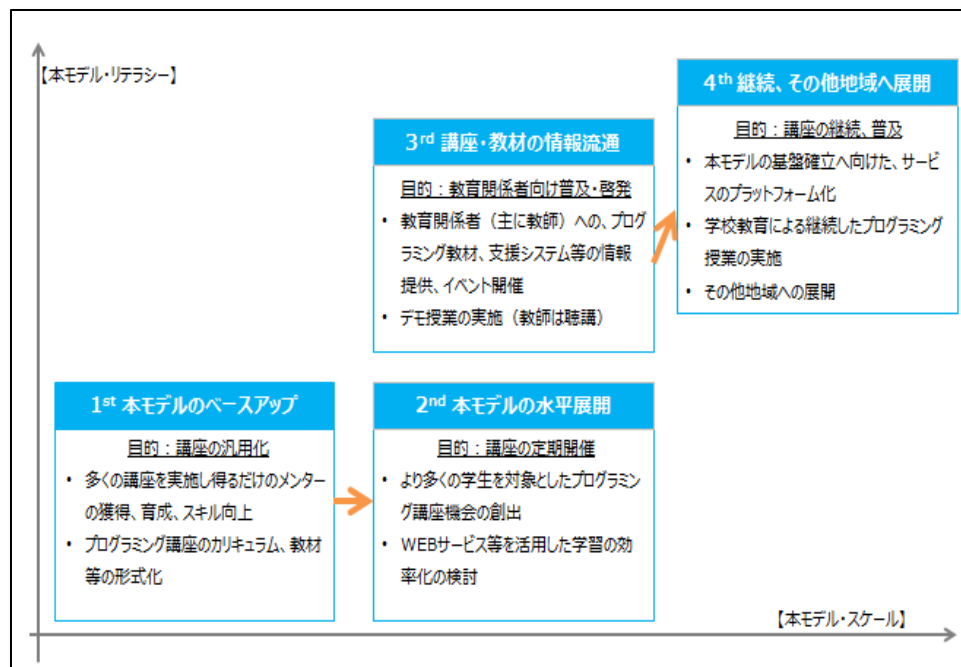 【本モデル・リテラシー】
4th 継続、その他地域へ展開
目的：講座の継続、普及
• 本モデルの基盤確立へ向けた、サービ
スのプラットフォーム化
• 学校教育による継続したプログラミング
授業の実施
• その他地域への展開
3rd 講座・教材の情報流通
目的：教育関係者向け普及・啓発
• 教育関係者（主に教師）への、プログ
ラミング教材、支援システム等の情報
提供、イベント開催
• デモ授業の実施（教師は聴講）
1st 本モデルのベースアップ
目的：講座の汎用化
• 多くの講座を実施し得るだけのメンター
の獲得、育成、スキル向上
• プログラミング講座のカリキュラム、教材
等の形式化
2nd 本モデルの水平展開
目的：講座の定期開催
• より多くの学生を対象としたプログラミン
グ講座機会の創出
• WEBサービス等を活用した学習の効
率化の検討
【本モデル・スケール】